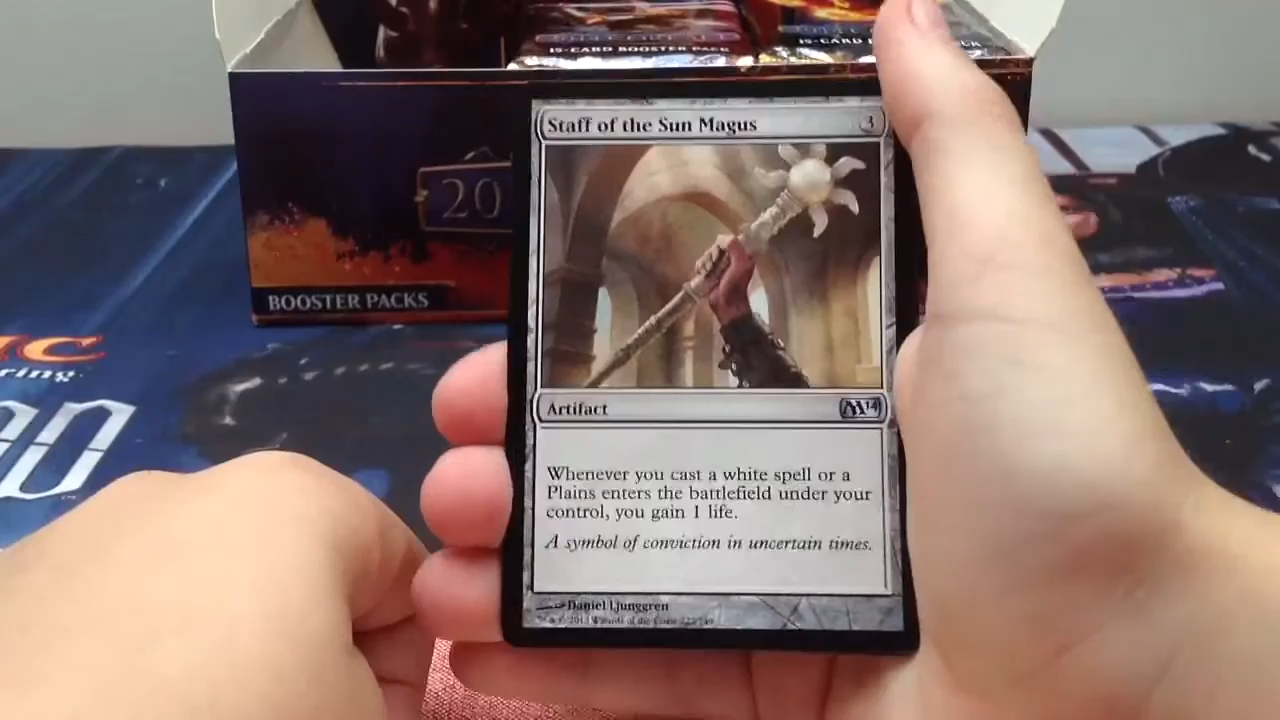 15-CARD BOOSTER PACK
15-CARD
20
BOOSTER PACKS
Staff of the Sun Magus 3
Artifact M14
Whenever you cast a white spell or a
Plains enters the battlefield under your
control, you gain 1 life.
A symbol of conviction in uncertain times.
Daniel Ljunggren